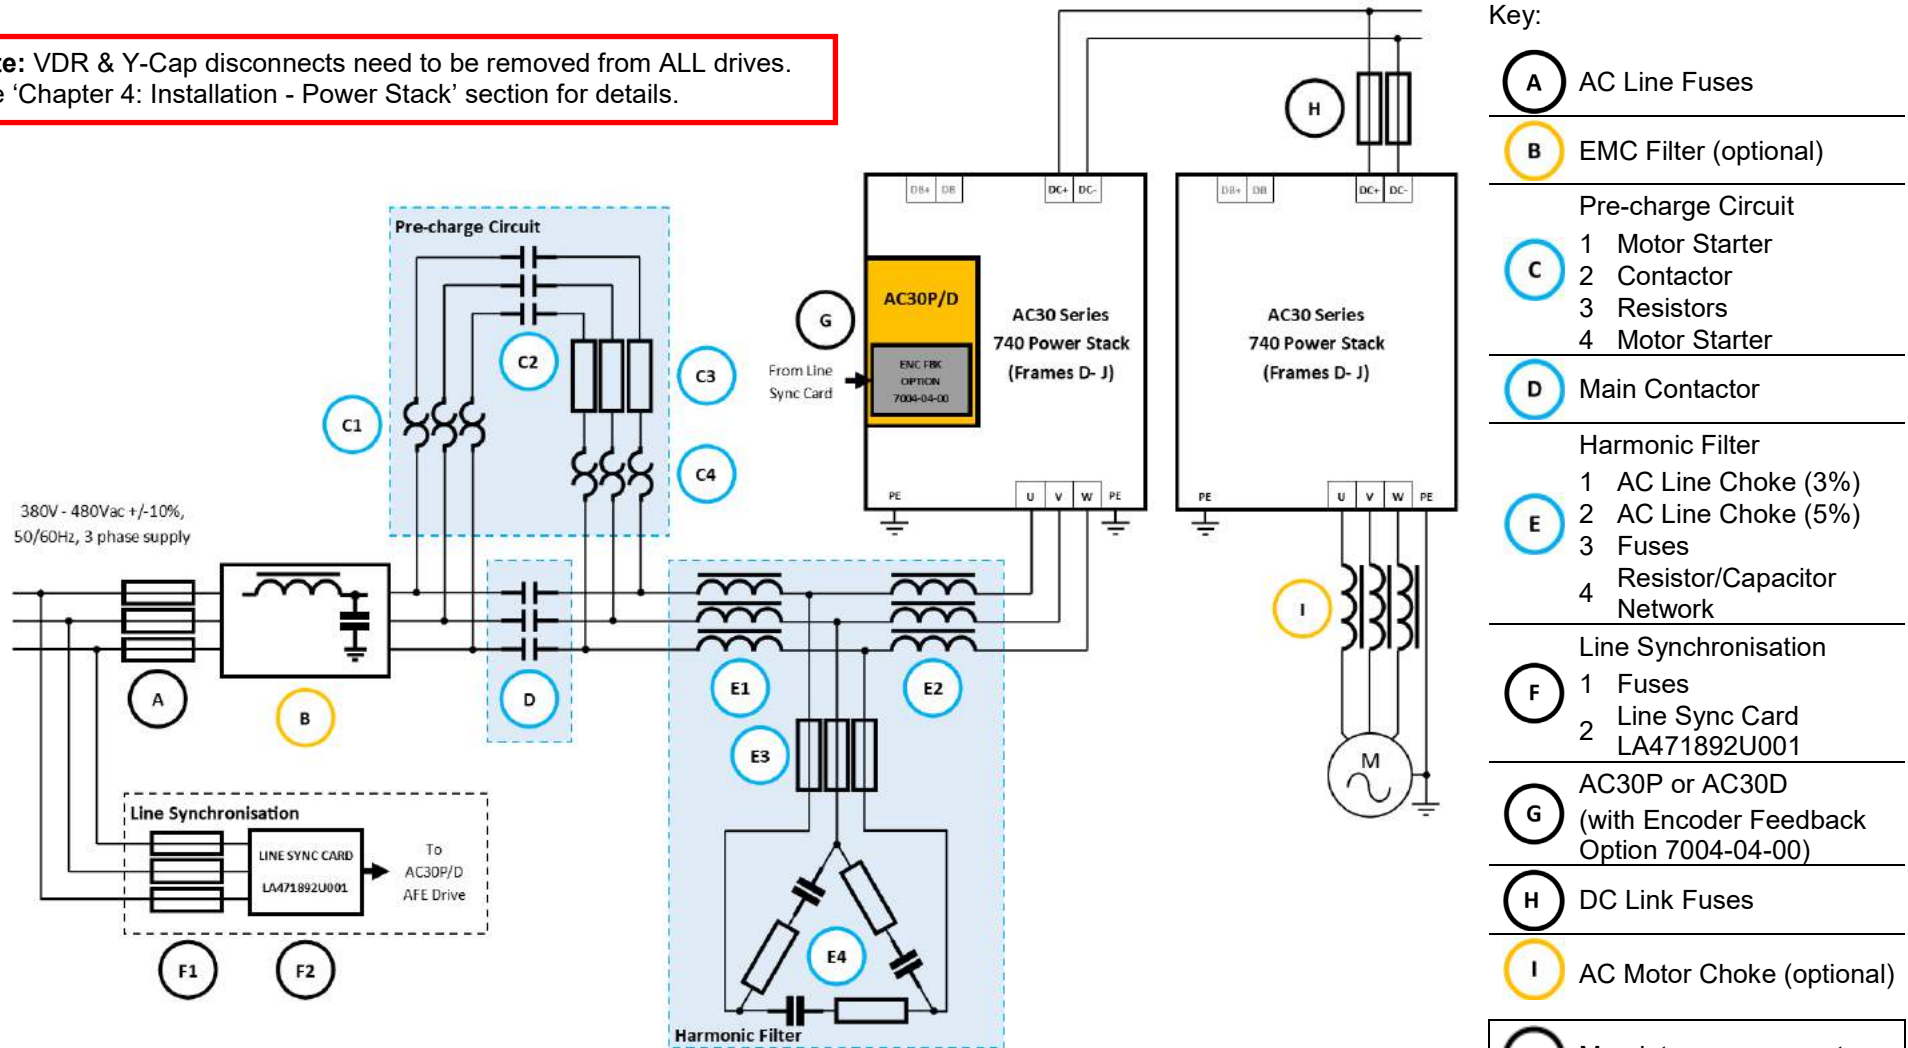 te: VDR & Y-Cap disconnects need to be removed from ALL drives.
e ‘Chapter 4: Installation - Power Stack’ section for details.
Pre-charge Circuit
C1
C2
C3
C4
380V - 480Vac +/-10%,
50/60Hz, 3 phase supply
A
B
D
Line Synchronisation
LINE SYNC CARD
LA471892U001
To
AC30P/D
AFE Drive
F1
F2
E1
E2
E3
E4
Harmonic Filter
G
From Line
Sync Card
DB+ DB
DC+ DC-
AC30P/D
ENC FBK
OPTION
7004-04-00
AC30 Series
740 Power Stack
(Frames D- J)
PE
U V W PE
H
DB+ DB
DC+ DC-
AC30 Series
740 Power Stack
(Frames D- J)
PE
U V W PE
I
M
Key:
A AC Line Fuses
B EMC Filter (optional)
C Pre-charge Circuit
1 Motor Starter
2 Contactor
3 Resistors
4 Motor Starter
D Main Contactor
E Harmonic Filter
1 AC Line Choke (3%)
2 AC Line Choke (5%)
3 Fuses
4 Resistor/Capacitor
Network
F Line Synchronisation
1 Fuses
2 Line Sync Card
LA471892U001
G AC30P or AC30D
(with Encoder Feedback
Option 7004-04-00)
H DC Link Fuses
I AC Motor Choke (optional)